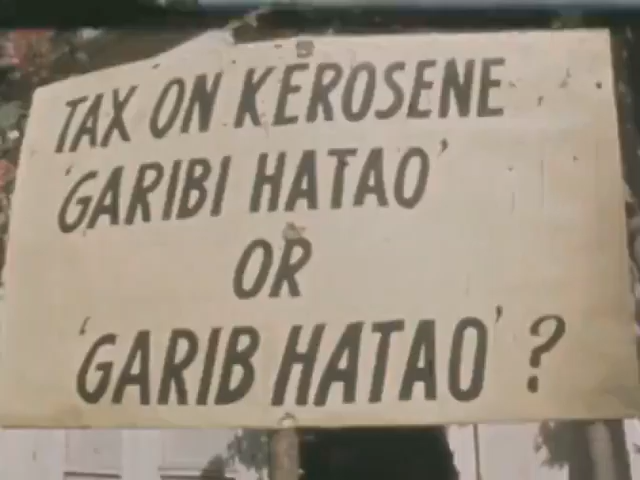 TAX ON KEROSENE
'GARIBI HATAO'
OR
'GARIB HATAO' ?